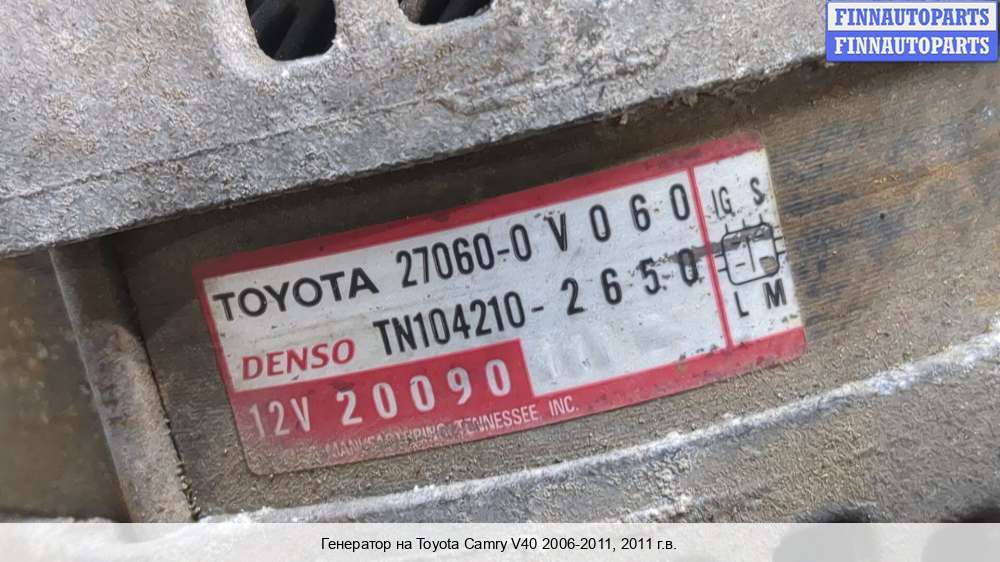 FINNAUTOPARTS
FINNAUTOPARTS
TOYOTA 27060-0V060
DENSO TN104210-2650
IG S
L M
12V 20090
MANUFACTURING TENNESSEE, INC.
Генератор на Toyota Camry V40 2006-2011, 2011 г.в.